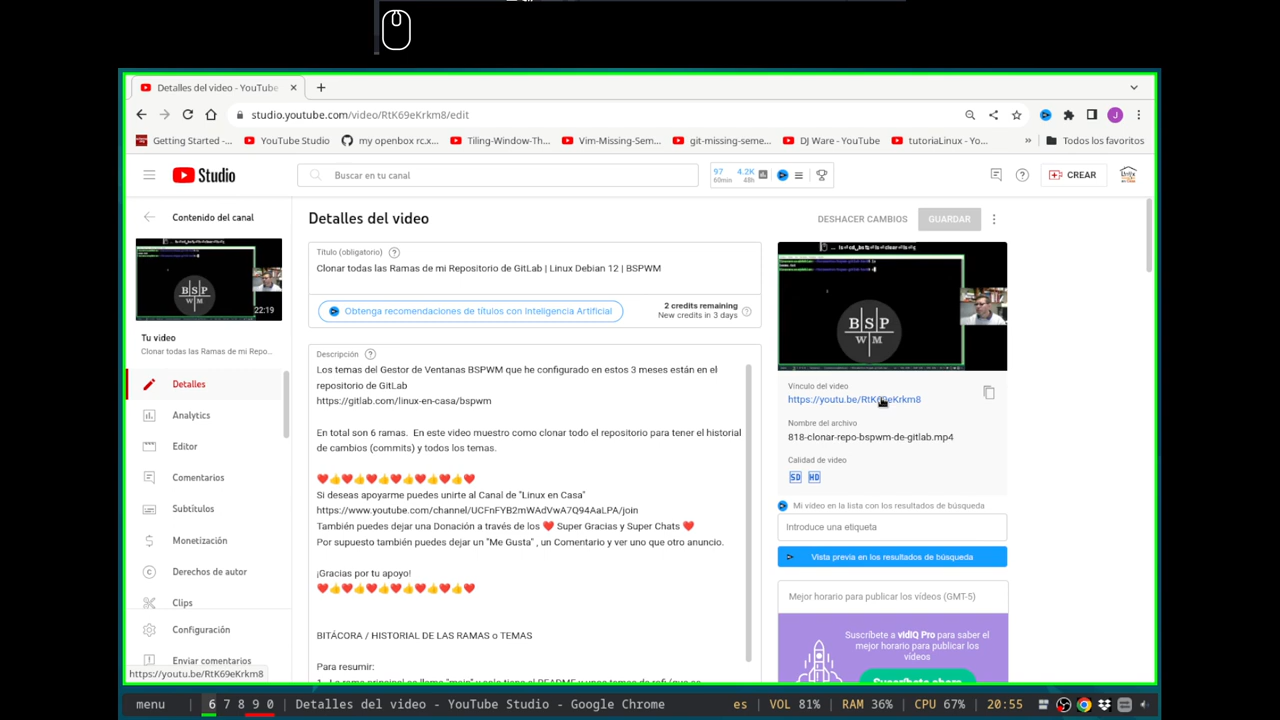 Detalles del video - YouTube
studio.youtube.com/video/RtK69eKrkm8/edit
J
Getting Started -...
YouTube Studio
my openbox rc.x...
Tiling-Window-Th...
Vim-Missing-Sem...
git-missing-seme...
DJ Ware - YouTube
tutoriaLinux - Yo...
»
Todos los favoritos
Studio
Buscar en tu canal
97
60min
4.2K
48h
CREAR
Contenido del canal
Detalles del video
DESHACER CAMBIOS
GUARDAR
BSP
WM
22:19
Tu video
Clonar todas las Ramas de mi Repo...
Detalles
Analytics
Editor
Comentarios
Subtítulos
Monetización
Derechos de autor
Clips
Configuración
Enviar comentarios
https://youtu.be/RtK69eKrkm8
Título (obligatorio)
Clonar todas las Ramas de mi Repositorio de GitLab | Linux Debian 12 | BSPWM
Obtenga recomendaciones de títulos con Inteligencia Artificial
2 credits remaining
New credits in 3 days
Descripción
Los temas del Gestor de Ventanas BSPWM que he configurado en estos 3 meses están en el
repositorio de GitLab
https://gitlab.com/linux-en-casa/bspwm
En total son 6 ramas. En este video muestro como clonar todo el repositorio para tener el historial
de cambios (commits) y todos los temas.
❤️👍❤️👍❤️👍❤️👍❤️👍❤️👍❤️
Si deseas apoyarme puedes unirte al Canal de "Linux en Casa"
https://www.youtube.com/channel/UCFnFYB2mWAdVwA7Q94AaLPA/join
También puedes dejar una Donación a través de los ❤️ Super Gracias y Super Chats ❤️
Por supuesto también puedes dejar un "Me Gusta" , un Comentario y ver uno que otro anuncio.
¡Gracias por tu apoyo!
❤️👍❤️👍❤️👍❤️👍❤️👍❤️👍❤️
BITÁCORA / HISTORIAL DE LAS RAMAS o TEMAS
Para resumir:
BSP
WM
Vínculo del video
https://youtu.be/RtK69eKrkm8
Nombre del archivo
818-clonar-repo-bspwm-de-gitlab.mp4
Calidad de video
SD HD
Mi vídeo en la lista con los resultados de búsqueda
Introduce una etiqueta
Vista previa en los resultados de búsqueda
Mejor horario para publicar los vídeos (GMT-5)
Suscríbete a vidIQ Pro para saber el
mejor horario para publicar los
vídeos
Suscríbete ahora
menu | 6 7 8 9 0 | Detalles del video - YouTube Studio - Google Chrome
es | VOL 81% | RAM 36% | CPU 67% | 20:55